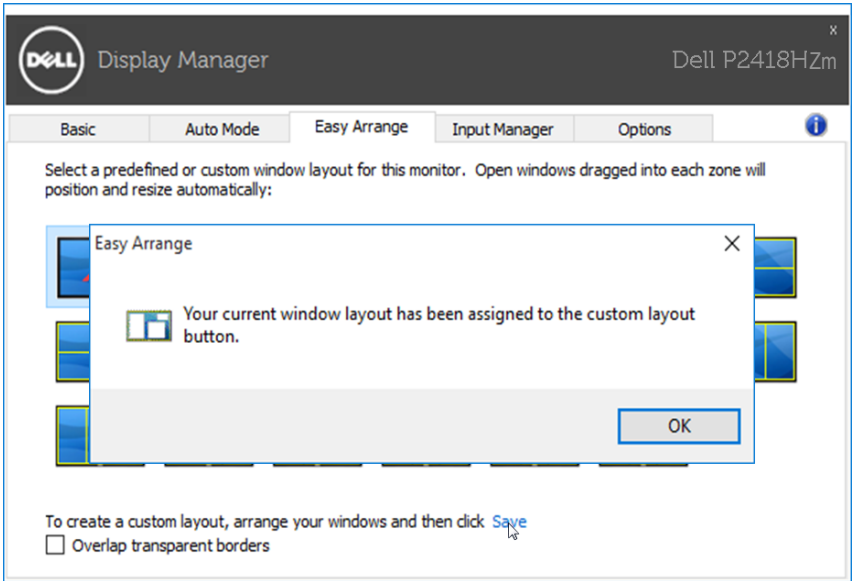 DELL Display Manager
x
Dell P2418HZm
Basic Auto Mode Easy Arrange Input Manager Options
Select a predefined or custom window layout for this monitor. Open windows dragged into each zone will
position and resize automatically:
Easy Arrange
Your current window layout has been assigned to the custom layout
button.
OK
To create a custom layout, arrange your windows and then click Save
Overlap transparent borders